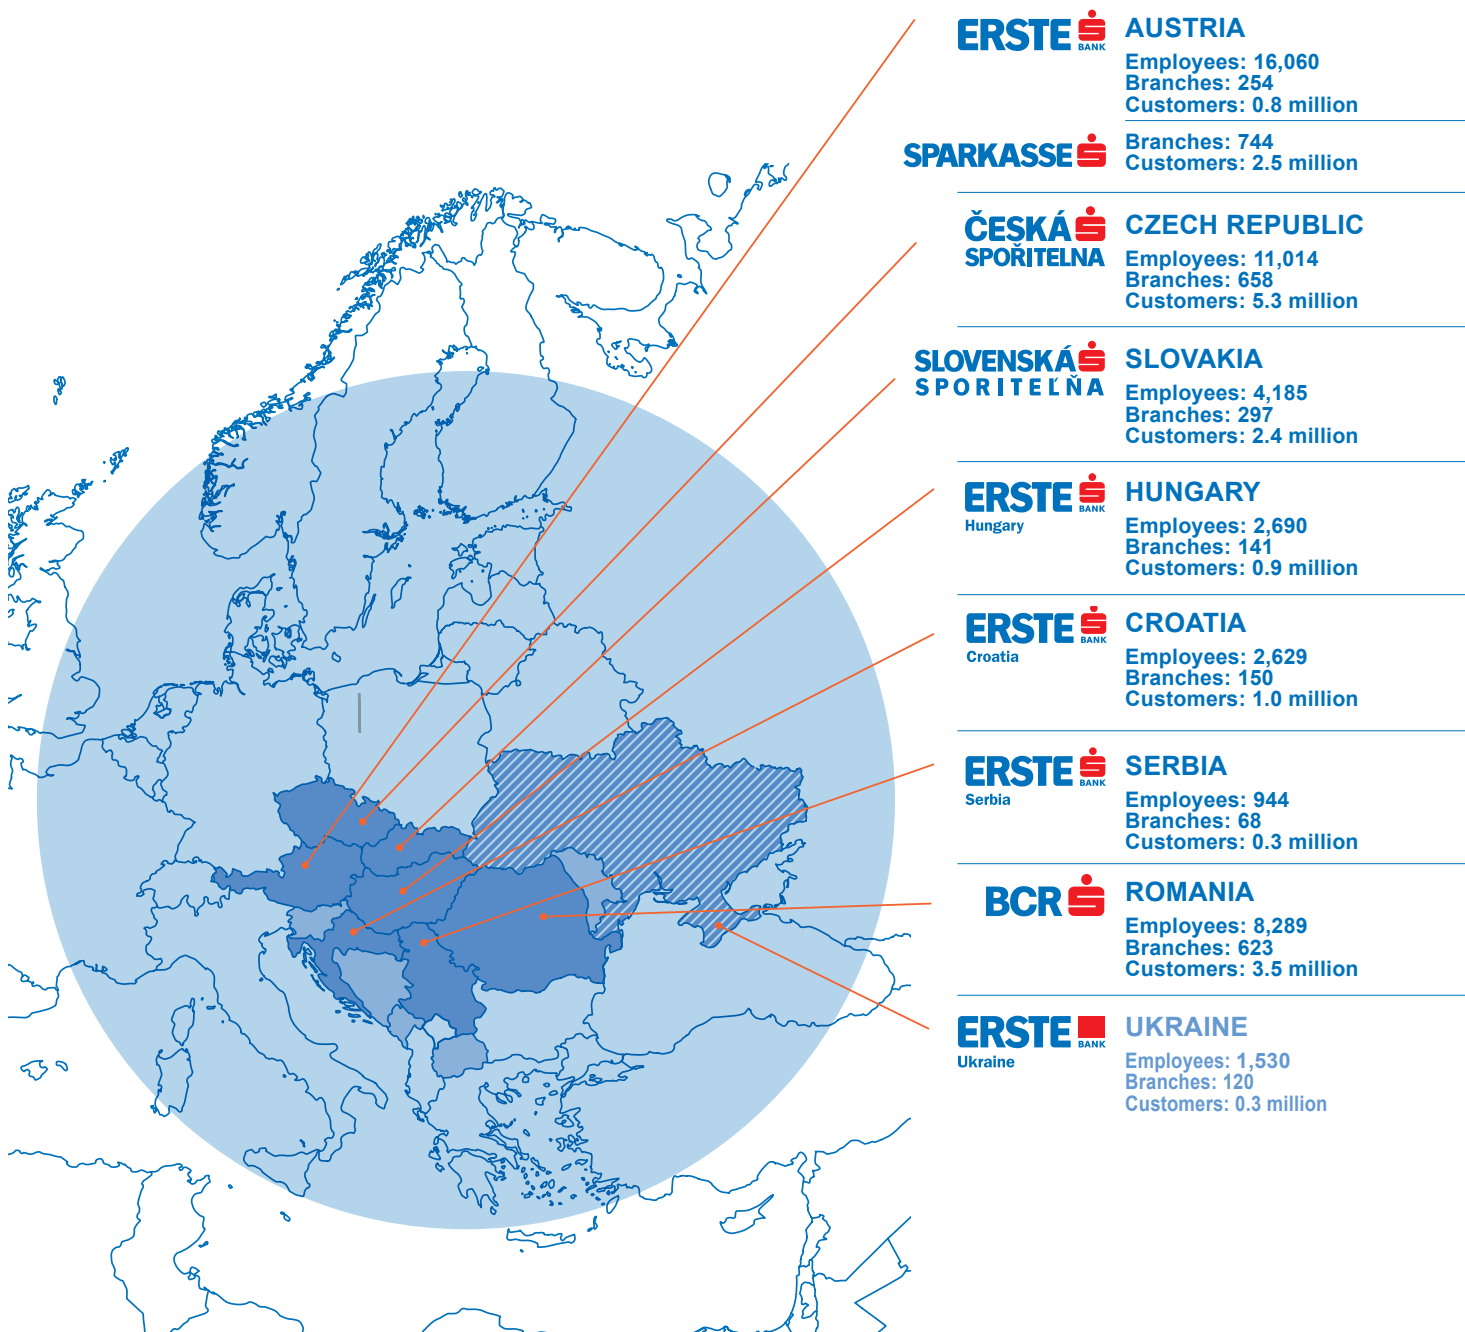 ERSTE BANK
AUSTRIA
Employees: 16,060
Branches: 254
Customers: 0.8 million
SPARKASSE
Branches: 744
Customers: 2.5 million
ČESKÁ
SPOŘITELNA
CZECH REPUBLIC
Employees: 11,014
Branches: 658
Customers: 5.3 million
SLOVENSKÁ
SPORITEĽŇA
SLOVAKIA
Employees: 4,185
Branches: 297
Customers: 2.4 million
ERSTE BANK
Hungary
HUNGARY
Employees: 2,690
Branches: 141
Customers: 0.9 million
ERSTE BANK
Croatia
CROATIA
Employees: 2,629
Branches: 150
Customers: 1.0 million
ERSTE BANK
Serbia
SERBIA
Employees: 944
Branches: 68
Customers: 0.3 million
BCR
ROMANIA
Employees: 8,289
Branches: 623
Customers: 3.5 million
ERSTE BANK
Ukraine
UKRAINE
Employees: 1,530
Branches: 120
Customers: 0.3 million